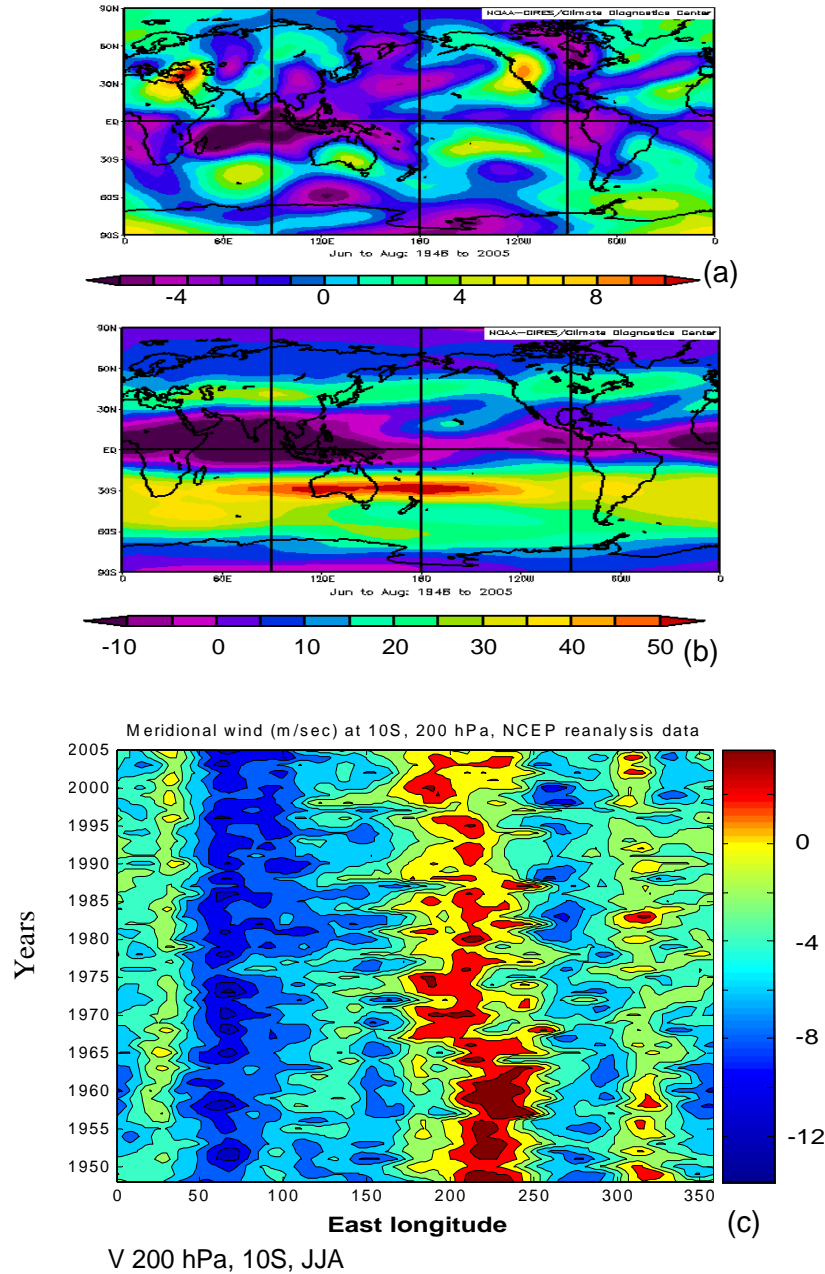 NOAA-CIRES/Climate Diagnostics Center
90N
60N
30N
EQ
30S
60S
90S
0 60E 120E 180 120W 60W 0
Jun to Aug: 1948 to 2005
(a)
-4 0 4 8
NOAA-CIRES/Climate Diagnostics Center
90N
60N
30N
EQ
30S
60S
90S
0 60E 120E 180 120W 60W 0
Jun to Aug: 1948 to 2005
-10 0 10 20 30 40 50 (b)
Meridional wind (m/sec) at 10S, 200 hPa, NCEP reanalysis data
2005
2000
1995
1990
1985
1980
1975
1970
1965
1960
1955
1950
Years
0
-4
-8
-12
0 50 100 150 200 250 300 350
East longitude
(c)
V 200 hPa, 10S, JJA